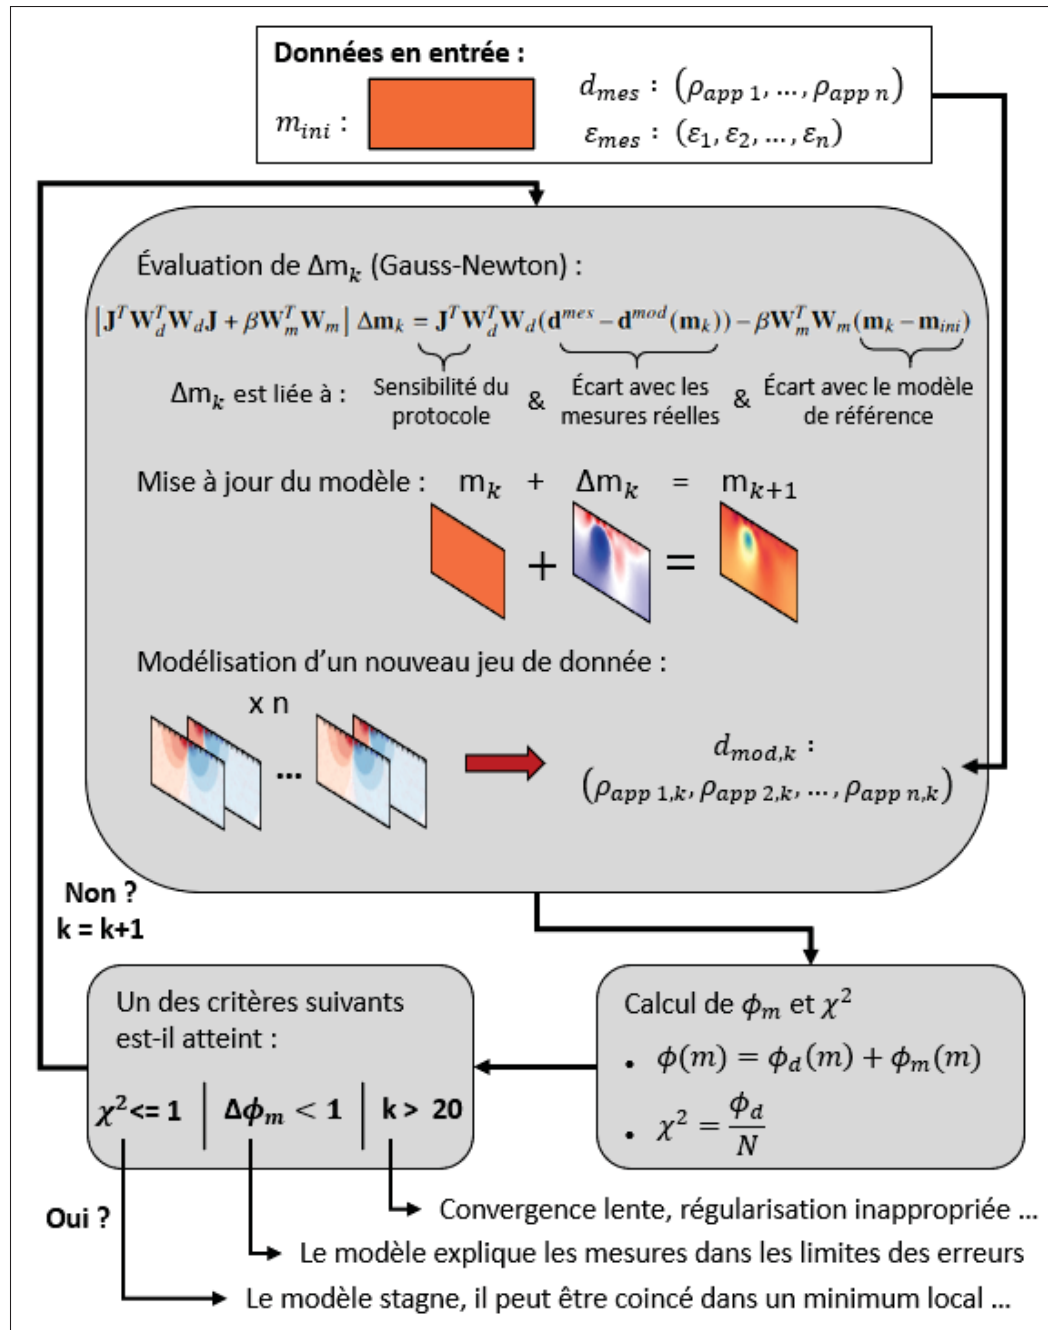 Données en entrée :
m_ini :
d_mes : (ρ_app 1, ..., ρ_app n)
ε_mes : (ε_1, ε_2, ..., ε_n)
Évaluation de Δm_k (Gauss-Newton) :
[J^T W_d^T W_d J + βW_m^T W_m] Δm_k = J^T W_d^T W_d(d^mes − d^mod(m_k)) − βW_m^T W_m(m_k − m_ini)
Δm_k est liée à : Sensibilité du protocole & Écart avec les mesures réelles & Écart avec le modèle de référence
Mise à jour du modèle : m_k + Δm_k = m_k+1
+ =
Modélisation d'un nouveau jeu de donnée :
x n
...
d_mod,k :
(ρ_app 1,k, ρ_app 2,k, ..., ρ_app n,k)
Non ?
k = k+1
Un des critères suivants
est-il atteint :
χ² <= 1 | Δϕ_m < 1 | k > 20
Calcul de ϕ_m et χ²
• ϕ(m) = ϕ_d(m) + ϕ_m(m)
• χ² = ϕ_d / N
Oui ?
Convergence lente, régularisation inappropriée ...
Le modèle explique les mesures dans les limites des erreurs
Le modèle stagne, il peut être coincé dans un minimum local ...